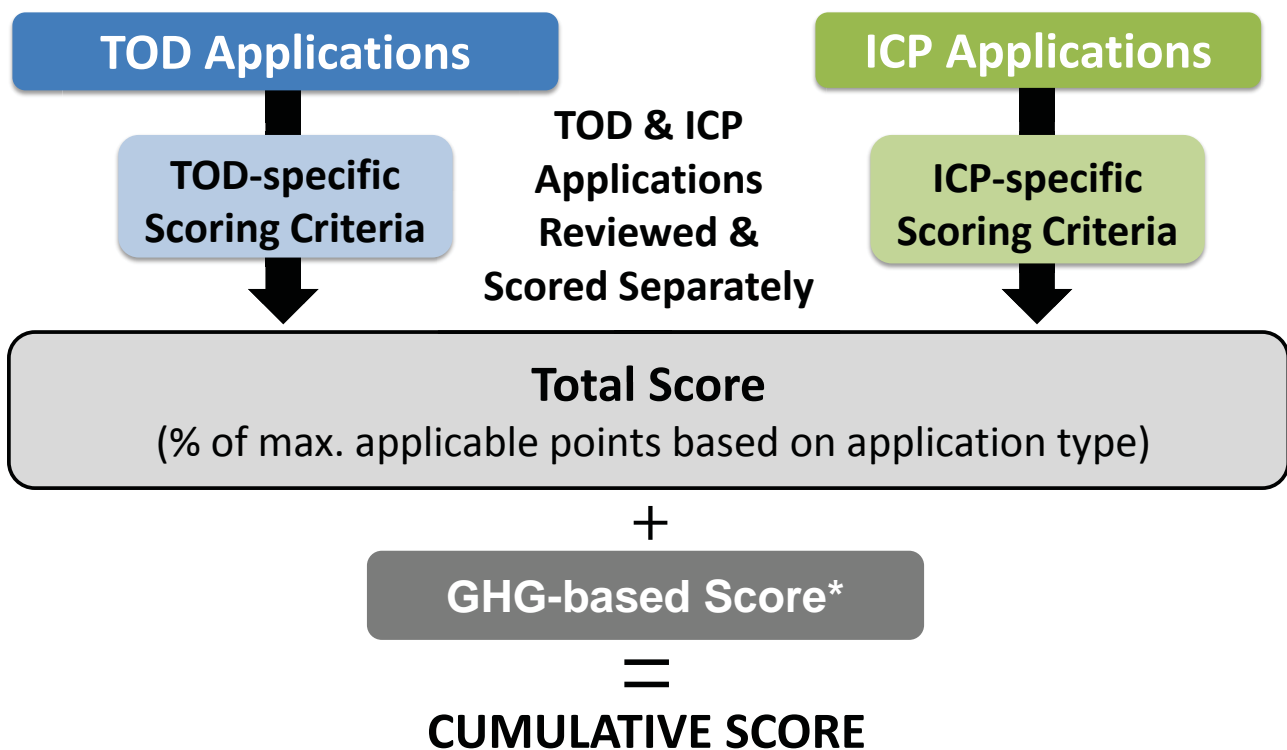 TOD Applications
ICP Applications
TOD-specific
Scoring Criteria
TOD & ICP
Applications
Reviewed &
Scored Separately
ICP-specific
Scoring Criteria
Total Score
(% of max. applicable points based on application type)
+
GHG-based Score*
=
CUMULATIVE SCORE